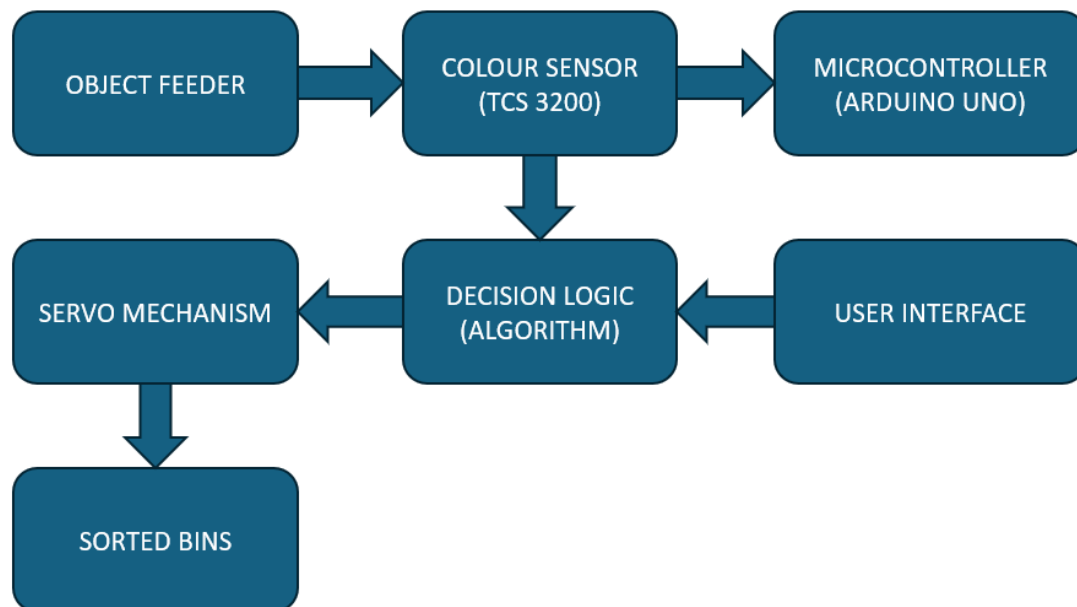 OBJECT FEEDER
COLOUR SENSOR
(TCS 3200)
MICROCONTROLLER
(ARDUINO UNO)
SERVO MECHANISM
DECISION LOGIC
(ALGORITHM)
USER INTERFACE
SORTED BINS